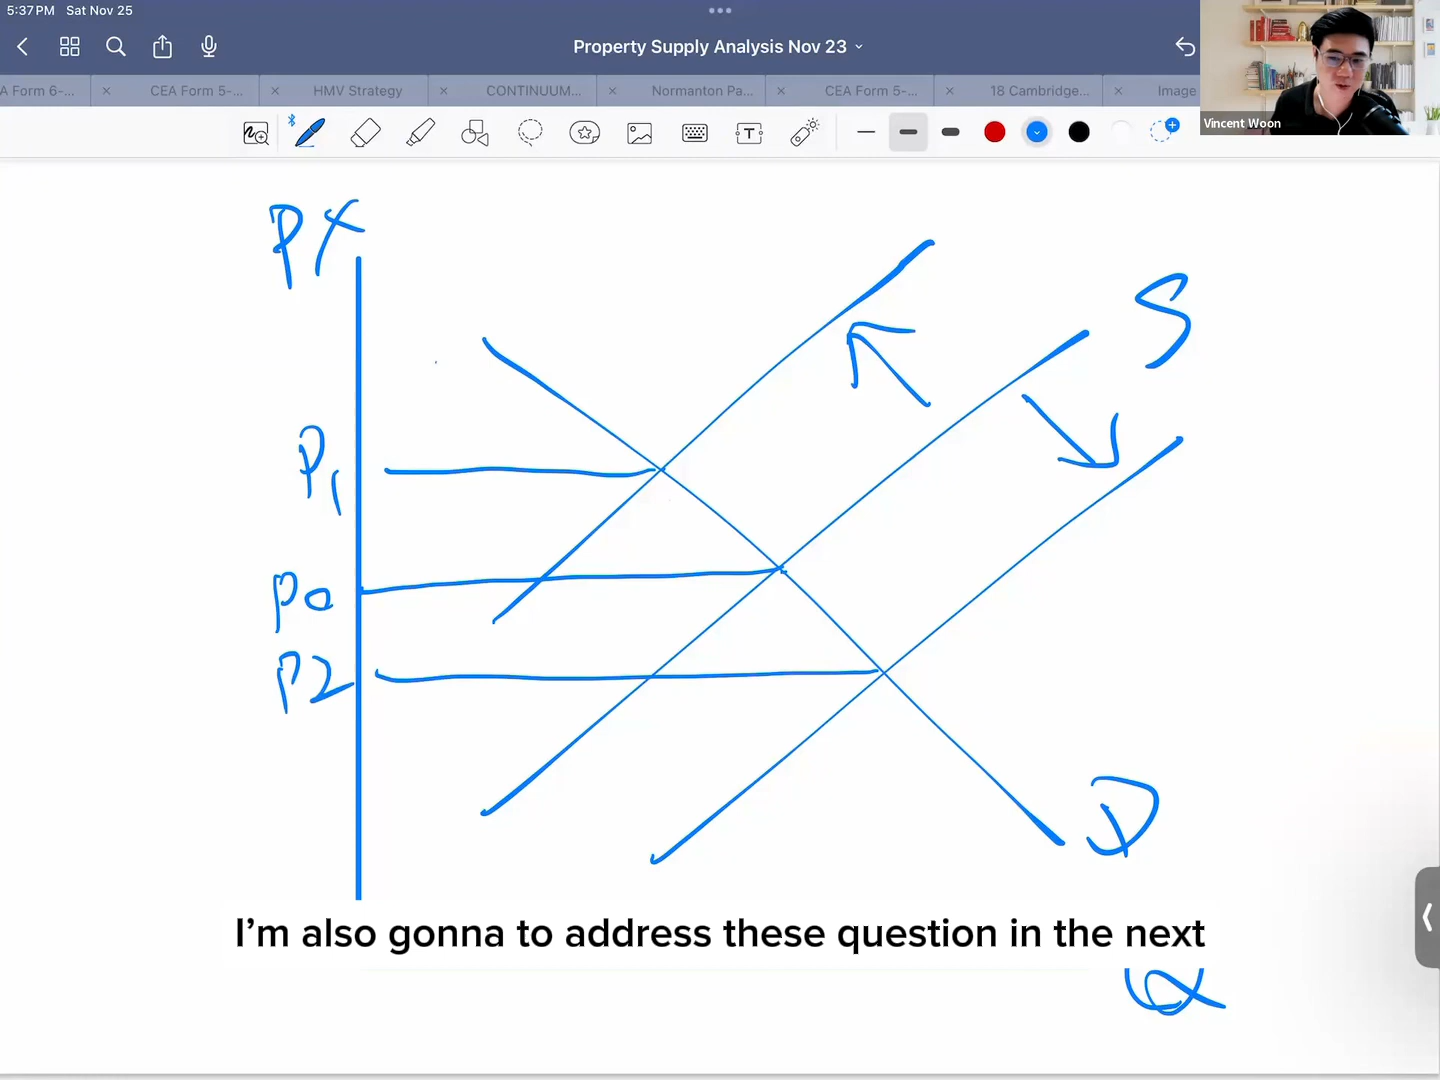 5:37 PM Sat Nov 25
Property Supply Analysis Nov 23
A Form 6-...
CEA Form 5-...
HMV Strategy
CONTINUUM...
Normanton Pa...
CEA Form 5-...
18 Cambridge...
Image
Vincent Woon
PX
S
P1
P0
P2
D
I'm also gonna to address these question in the next
Q